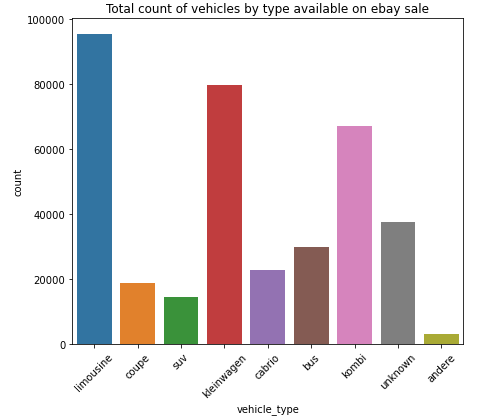 Total count of vehicles by type available on ebay sale
100000
80000
60000
40000
20000
0
count
limousine
coupe
suv
kleinwagen
cabrio
bus
kombi
unknown
andere
vehicle_type